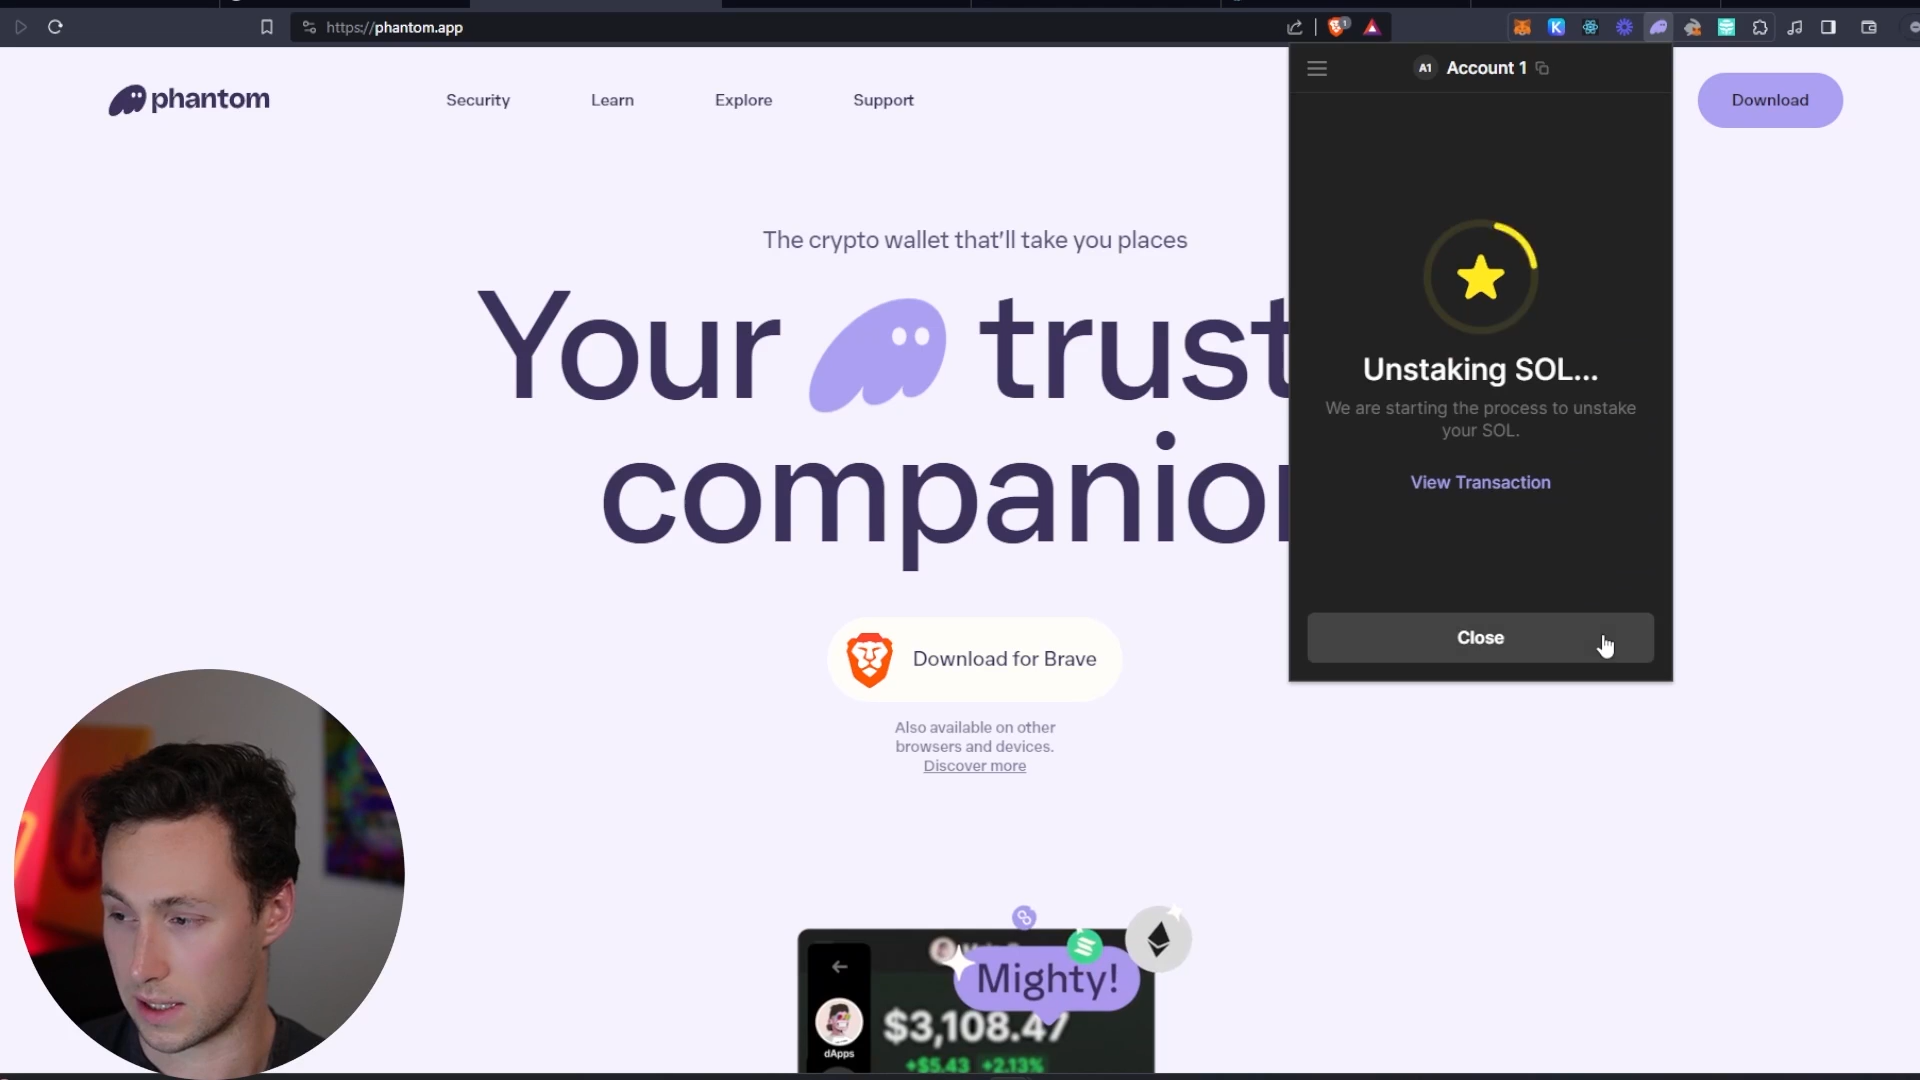 https://phantom.app
1
K
phantom
Security
Learn
Explore
Support
Download
A1 Account 1
The crypto wallet that'll take you places
Your trust
companion
Unstaking SOL...
We are starting the process to unstake
your SOL.
View Transaction
Close
Download for Brave
Also available on other
browsers and devices.
Discover more
Mighty!
$3,108.47
+$5.43 +2.13%
dApps